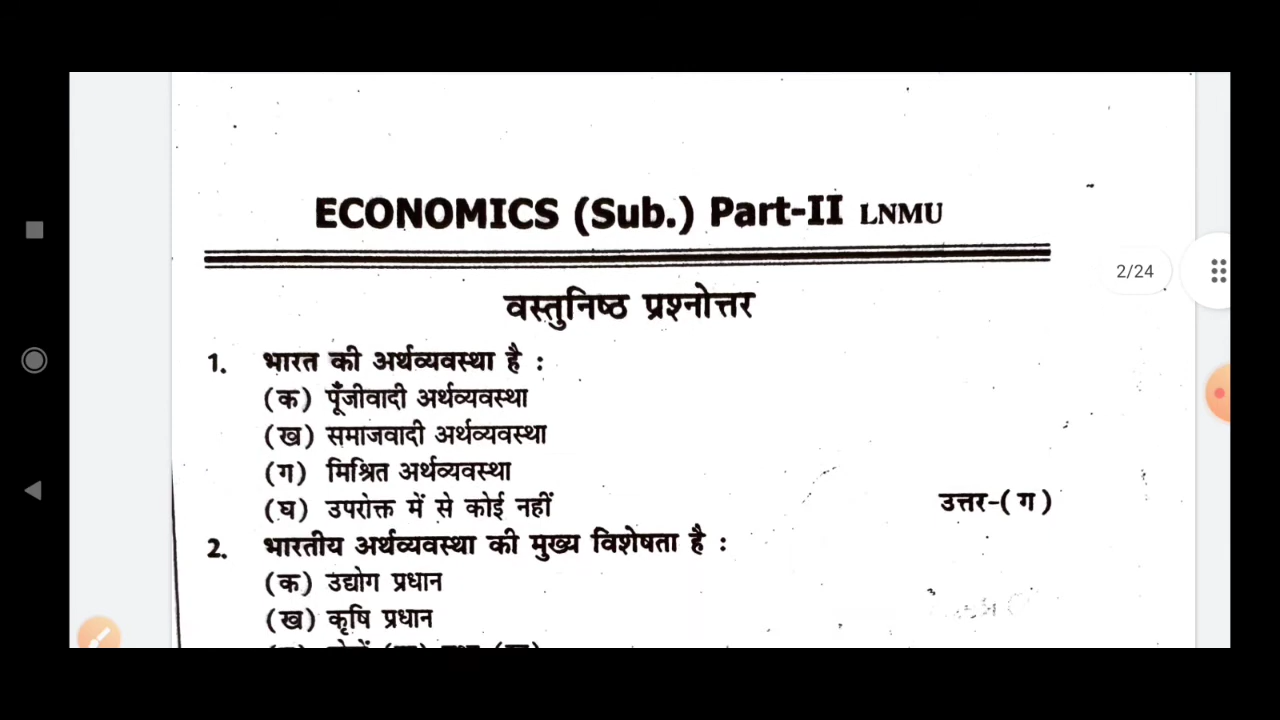 ECONOMICS (Sub.) Part-II LNMU
वस्तुनिष्ठ प्रश्नोत्तर
2/24
1. भारत की अर्थव्यवस्था है :
(क) पूँजीवादी अर्थव्यवस्था
(ख) समाजवादी अर्थव्यवस्था
(ग) मिश्रित अर्थव्यवस्था
(घ) उपरोक्त में से कोई नहीं उत्तर-(ग)
2. भारतीय अर्थव्यवस्था की मुख्य विशेषता है :
(क) उद्योग प्रधान
(ख) कृषि प्रधान